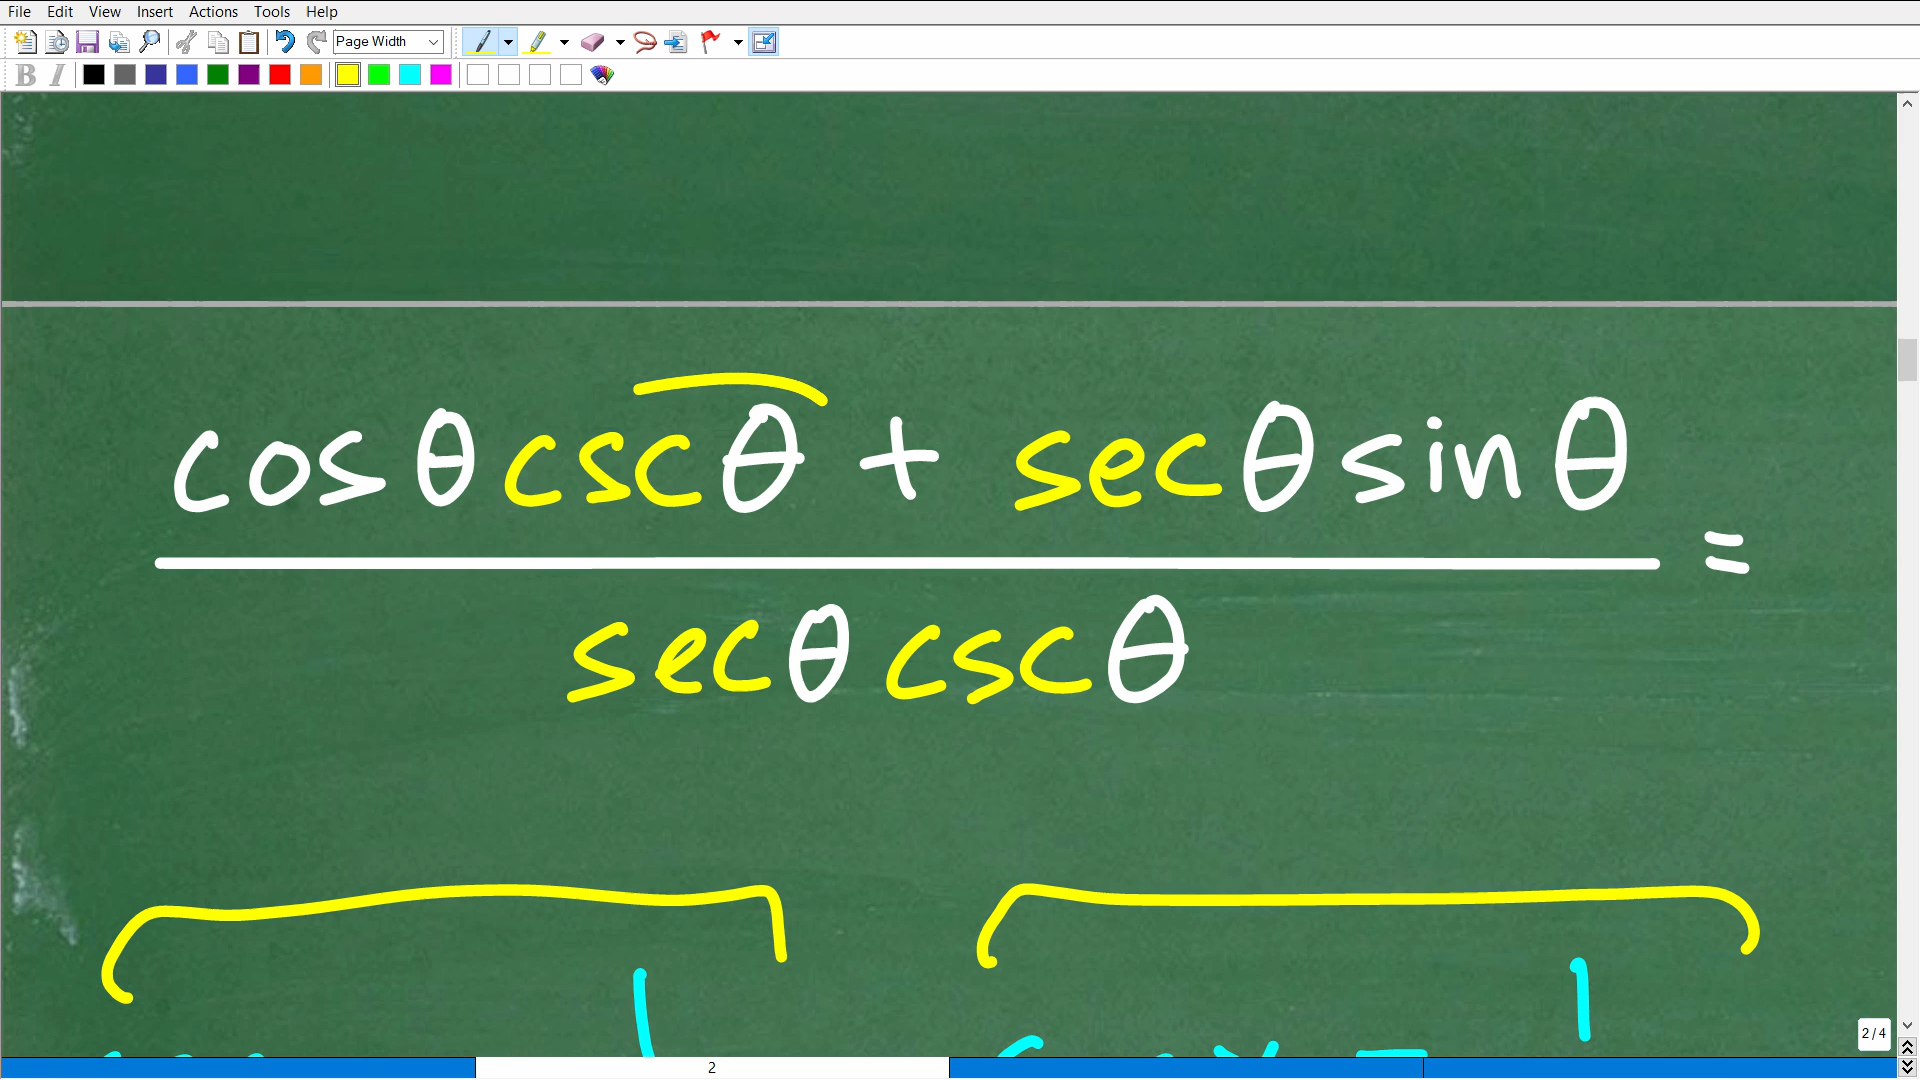 File Edit View Insert Actions Tools Help
Page Width
B I
cos θ csc θ + sec θ sin θ
=
sec θ csc θ
2 / 4
2